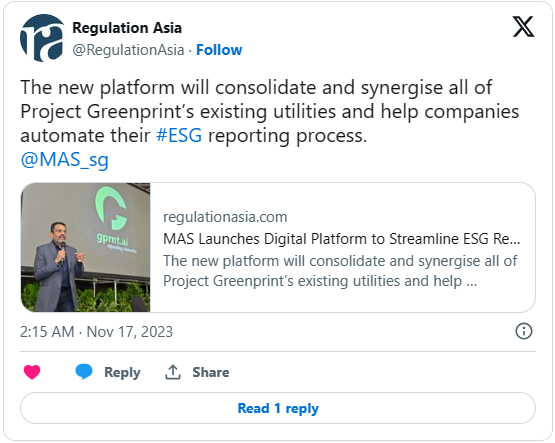 Regulation Asia
@RegulationAsia · Follow
The new platform will consolidate and synergise all of
Project Greenprint's existing utilities and help companies
automate their #ESG reporting process.
@MAS_sg
gprnt.ai
regulationasia.com
MAS Launches Digital Platform to Streamline ESG Re...
The new platform will consolidate and synergise all of
Project Greenprint's existing utilities and help ...
2:15 AM · Nov 17, 2023
Reply
Share
Read 1 reply